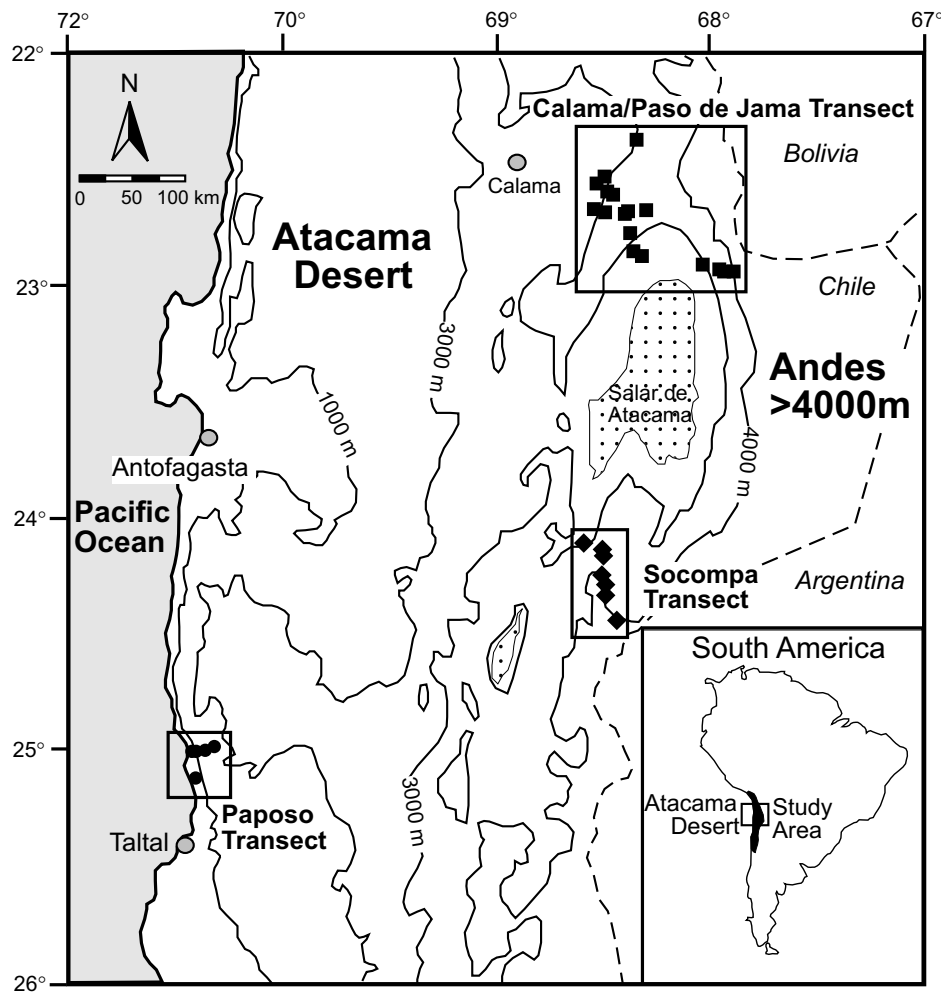 72° 70° 69° 68° 67°
22°
N
0 50 100 km
Calama/Paso de Jama Transect
Bolivia
Calama
Atacama
Desert
23°
Chile
3000 m
Andes
>4000m
1000 m
Salar de
Atacama
4000 m
Antofagasta
Pacific
Ocean
24°
Socompa
Transect
Argentina
South America
25°
Paposo
Transect
3000 m
Taltal
Atacama
Desert
Study
Area
26°